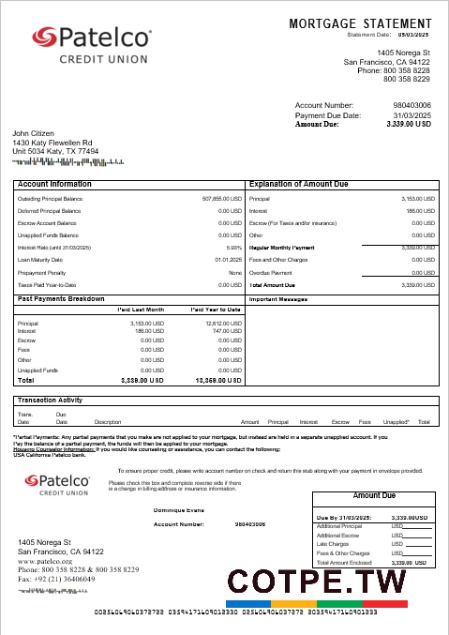 Patelco®
CREDIT UNION
MORTGAGE STATEMENT
Statement Date: 05/03/2025
1405 Norega St
San Francisco, CA 94122
Phone: 800 358 8228
800 358 8229
Account Number: 980403006
Payment Due Date: 31/03/2025
Amount Due: 3,339.00 USD
John Citizen
1430 Katy Flewellen Rd
Unit 5034 Katy, TX 77494
Account Information
Outsiding Principal Balance 507,855.00 USD
Deferred Principal Balance 0.00 USD
Escrow Account Balance 0.00 USD
Unapplied Funds Balance 0.00 USD
Interest Rate (until 31/03/2025)
Loan Maturity Date 01.01.2025
Prepayment Penalty None
Taxes Paid Year-to-Date 0.00 USD
Explanation of Amount Due
Principal 3,153.00 USD
Interest 186.00 USD
Escrow (For Taxes and/or insurance) 0.00 USD
Other 0.00 USD
Regular Monthly Payment 3,339.00 USD
Fees and Other Charges 0.00 USD
Overdue Payment 0.00 USD
Total Amount Due 3,339.00 USD
Past Payments Breakdown
Paid Last Month Paid Year to Date
Principal 3,153.00 USD 12,612.00 USD
Interest 186.00 USD 747.00 USD
Escrow 0.00 USD 0.00 USD
Fees 0.00 USD 0.00 USD
Other 0.00 USD 0.00 USD
Unapplied Funds 0.00 USD 0.00 USD
Total 3,339.00 USD 13,359.00 USD
Important Messages
Transaction Activity
Trans. Date Due Date Description Amount Principal Interest Escrow Fees Unapplied* Total
*Partial Payments: Any partial payments that you make are not applied to your mortgage, but instead are held in a separate unapplied account. If you
Pay the balance of a partial payment, the funds will then be applied to your mortgage.
Housing Counselor Information: If you would like counseling or assistance, you can contact the following:
USA California Patelco bank.
To ensure proper credit, please write account number on check and return this stub along with your payment in envelope provided.
Patelco®
CREDIT UNION
Please check this box and complete reverse side if there
is a change in billing address or insurance information.
Dominique Evans
Account Number: 980403006
Amount Due
Due By 31/03/2025: 3,339.00USD
Additional Principal USD
Additional Escrow USD
Late Charges USD
Fees & Other Charges USD
Total Amount Enclosed 3,339.00 USD
1405 Norega St
San Francisco, CA 94122
www.patelco.org
Phone: 800 358 8228 & 800 358 8229
Fax: +92 (21) 36406049
COTPE.TW